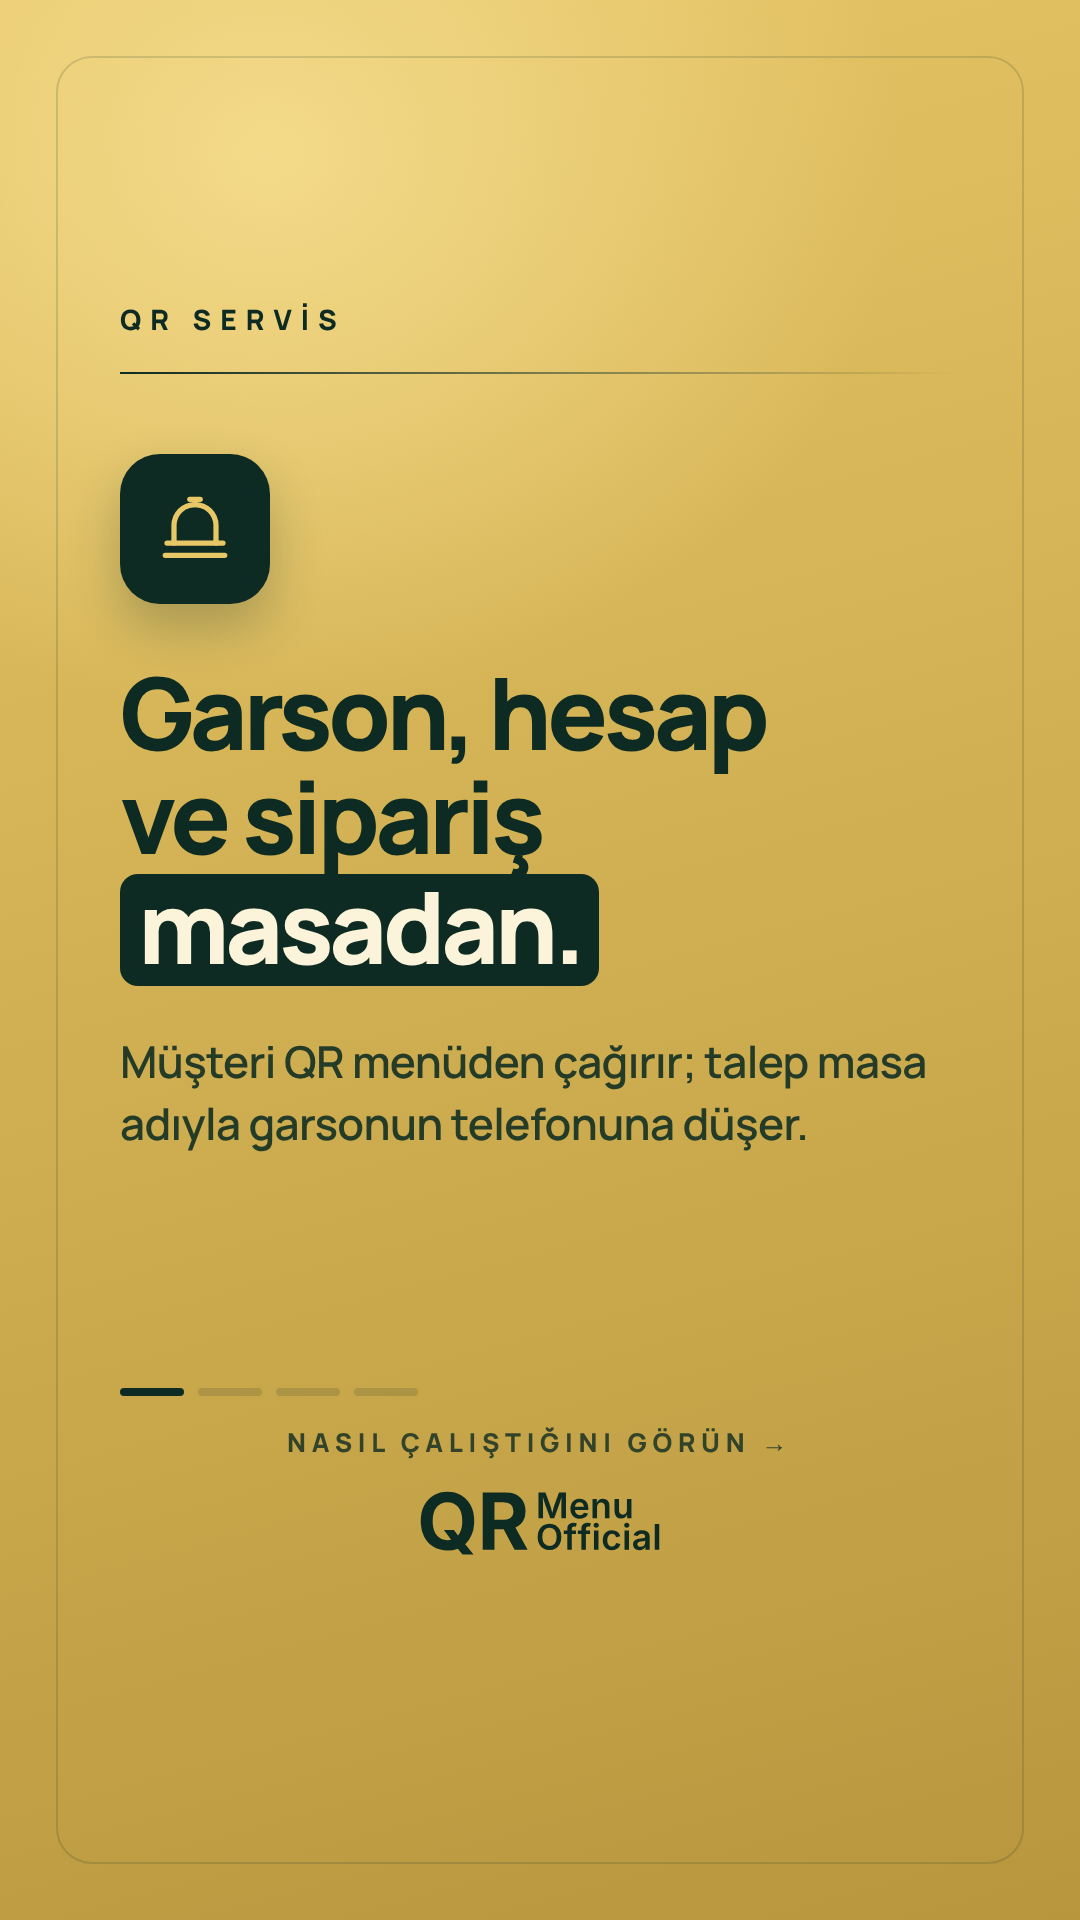 QR SERVİS
Garson, hesap
ve sipariş
masadan.
Müşteri QR menüden çağırır; talep masa
adıyla garsonun telefonuna düşer.
NASIL ÇALIŞTIĞINI GÖRÜN →
QR Menu
Official